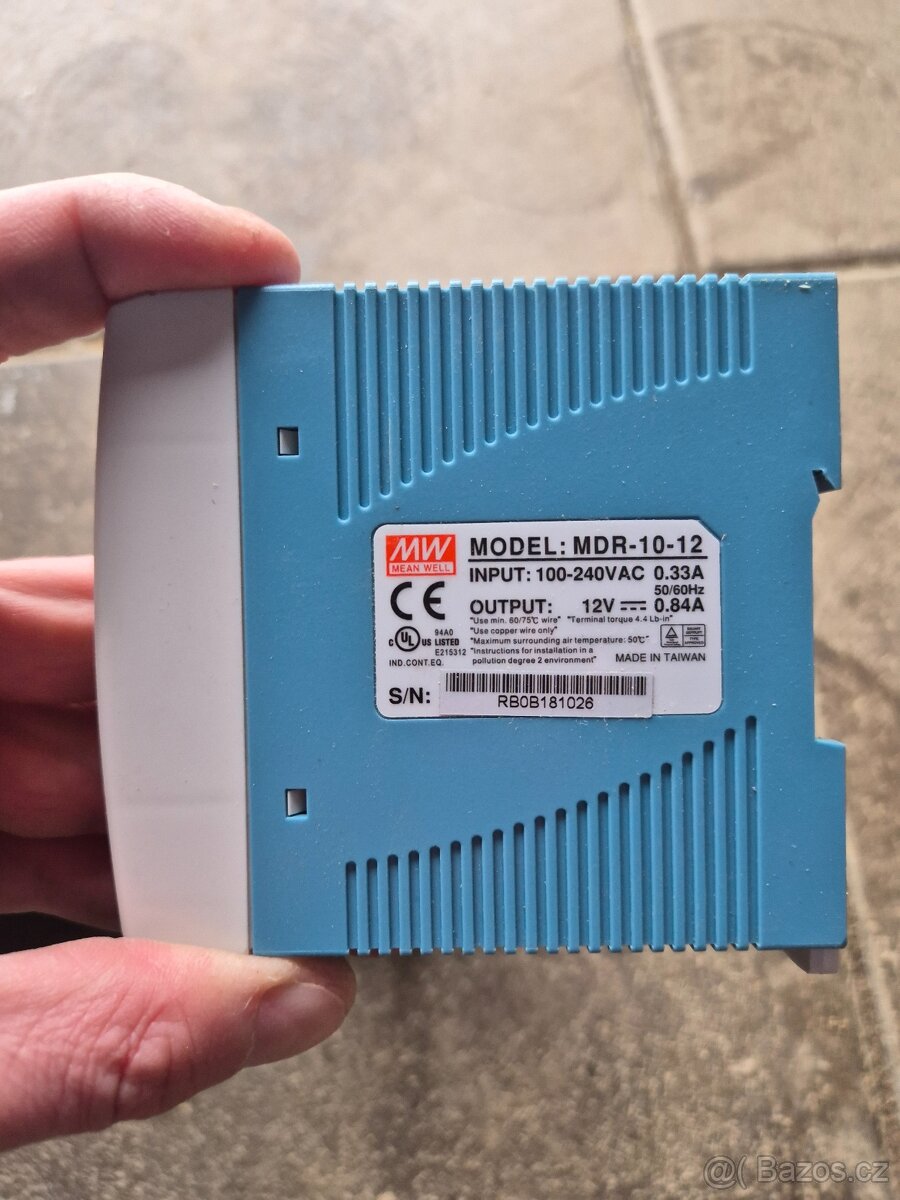 MW
MEAN WELL
MODEL: MDR-10-12
INPUT: 100-240VAC 0.33A
50/60Hz
OUTPUT: 12V 0.84A
"Use min. 60/75℃ wire" "Terminal torque 4.4 Lb-in"
"Use copper wire only"
"Maximum surrounding air temperature: 50℃"
"Instructions for installation in a
pollution degree 2 environment"
CE
c UL US LISTED
94A0
E215312
IND.CONT.EQ.
MADE IN TAIWAN
S/N:
RB0B181026
@( Bazos.cz